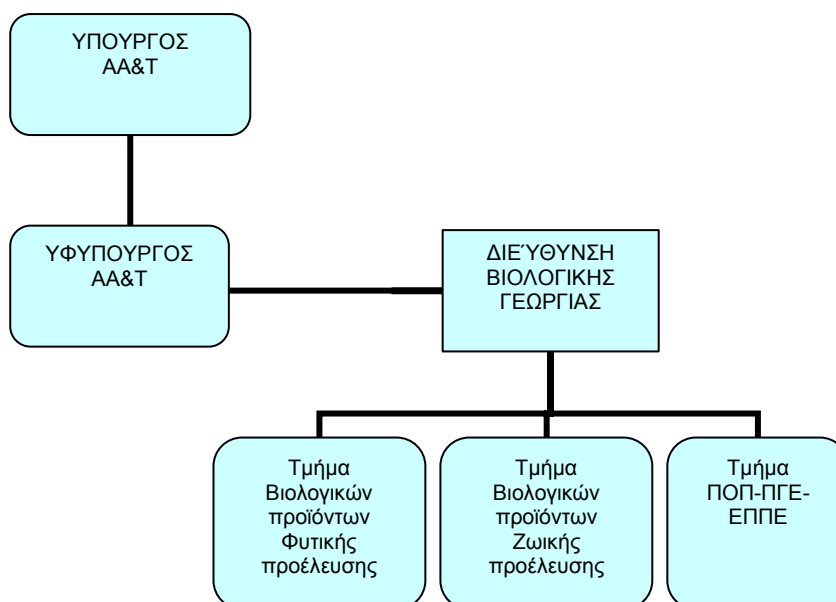 ΥΠΟΥΡΓΟΣ
ΑΑ&Τ
ΥΦΥΠΟΥΡΓΟΣ
ΑΑ&Τ
ΔΙΕΎΘΥΝΣΗ
ΒΙΟΛΟΓΙΚΗΣ
ΓΕΩΡΓΙΑΣ
Τμήμα
Βιολογικών
προϊόντων
Φυτικής
προέλευσης
Τμήμα
Βιολογικών
προϊόντων
Ζωικής
προέλευσης
Τμήμα
ΠΟΠ-ΠΓΕ-
ΕΠΠΕ